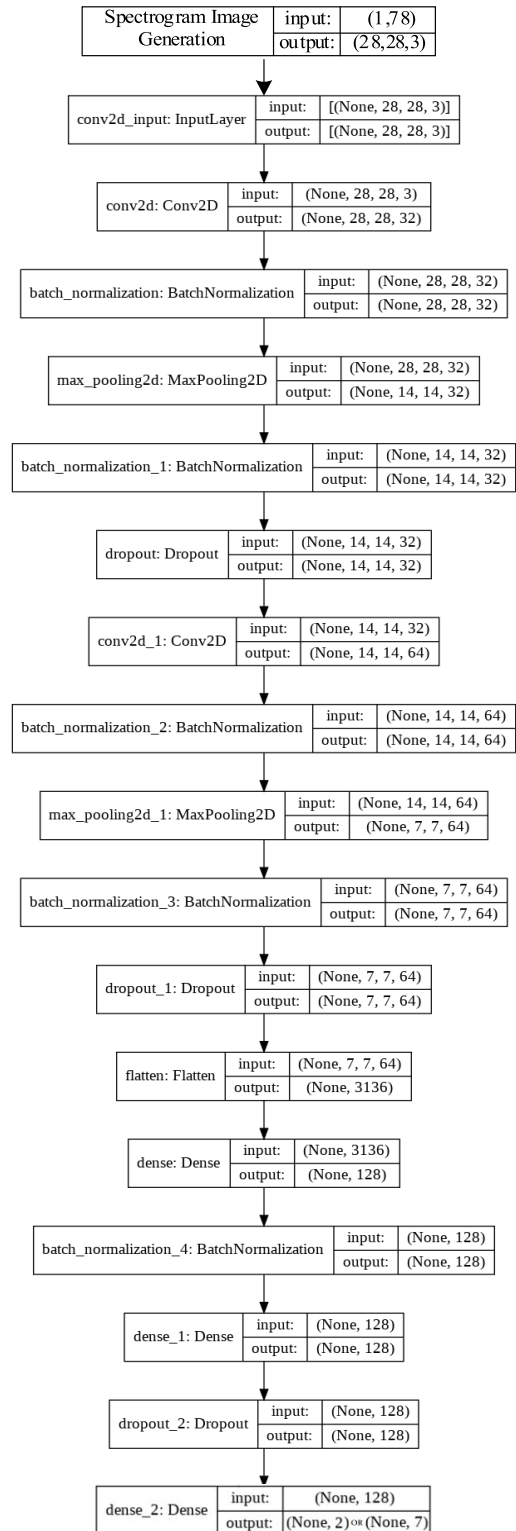 Spectrogram Image
Generation
input: (1,78)
output: (28,28,3)
conv2d_input: InputLayer
input: [(None, 28, 28, 3)]
output: [(None, 28, 28, 3)]
conv2d: Conv2D
input: (None, 28, 28, 3)
output: (None, 28, 28, 32)
batch_normalization: BatchNormalization
input: (None, 28, 28, 32)
output: (None, 28, 28, 32)
max_pooling2d: MaxPooling2D
input: (None, 28, 28, 32)
output: (None, 14, 14, 32)
batch_normalization_1: BatchNormalization
input: (None, 14, 14, 32)
output: (None, 14, 14, 32)
dropout: Dropout
input: (None, 14, 14, 32)
output: (None, 14, 14, 32)
conv2d_1: Conv2D
input: (None, 14, 14, 32)
output: (None, 14, 14, 64)
batch_normalization_2: BatchNormalization
input: (None, 14, 14, 64)
output: (None, 14, 14, 64)
max_pooling2d_1: MaxPooling2D
input: (None, 14, 14, 64)
output: (None, 7, 7, 64)
batch_normalization_3: BatchNormalization
input: (None, 7, 7, 64)
output: (None, 7, 7, 64)
dropout_1: Dropout
input: (None, 7, 7, 64)
output: (None, 7, 7, 64)
flatten: Flatten
input: (None, 7, 7, 64)
output: (None, 3136)
dense: Dense
input: (None, 3136)
output: (None, 128)
batch_normalization_4: BatchNormalization
input: (None, 128)
output: (None, 128)
dense_1: Dense
input: (None, 128)
output: (None, 128)
dropout_2: Dropout
input: (None, 128)
output: (None, 128)
dense_2: Dense
input: (None, 128)
output: (None, 2) OR (None, 7)